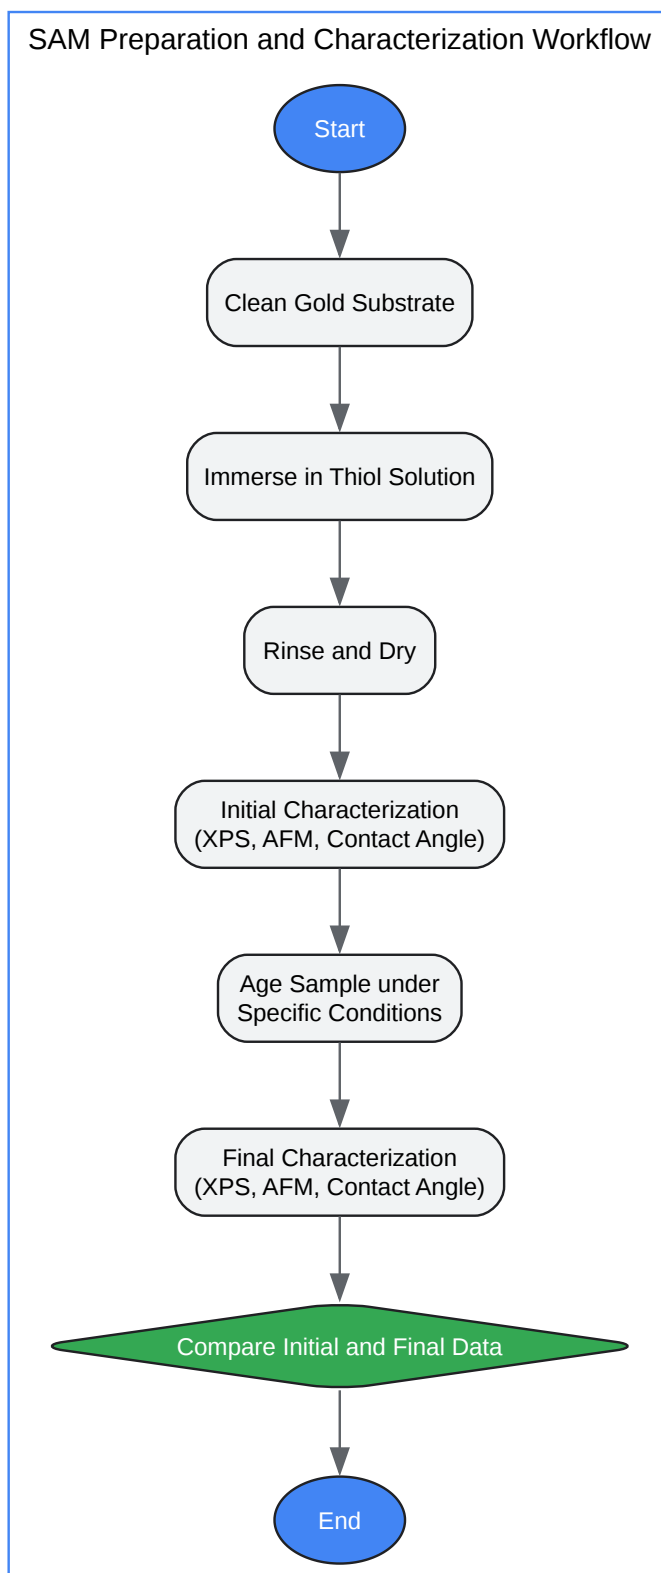 SAM Preparation and Characterization Workflow
Start
Clean Gold Substrate
Immerse in Thiol Solution
Rinse and Dry
Initial Characterization
(XPS, AFM, Contact Angle)
Age Sample under
Specific Conditions
Final Characterization
(XPS, AFM, Contact Angle)
Compare Initial and Final Data
End